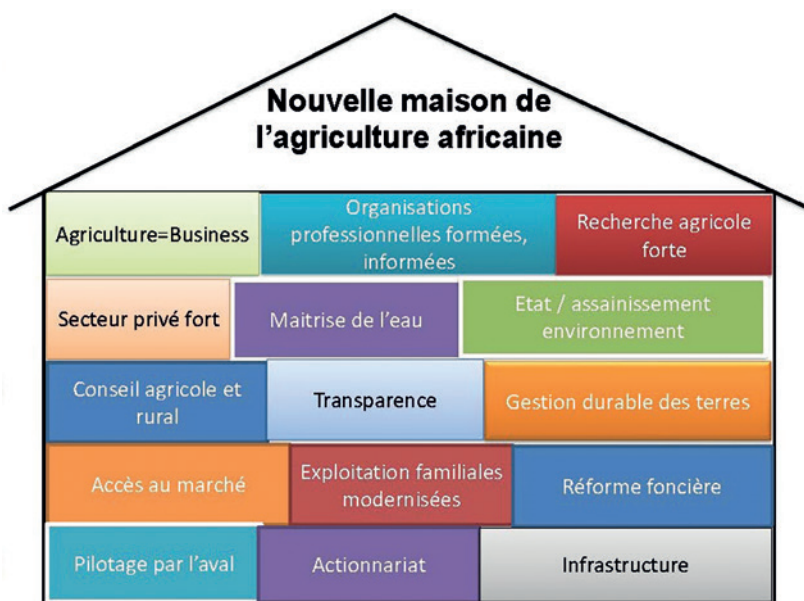 Nouvelle maison de
l'agriculture africaine
Agriculture=Business
Organisations
professionnelles formées,
informées
Recherche agricole
forte
Secteur privé fort
Maitrise de l'eau
Etat / assainissement
environnement
Conseil agricole et
rural
Transparence
Gestion durable des terres
Accès au marché
Exploitation familiales
modernisées
Réforme foncière
Pilotage par l'aval
Actionnariat
Infrastructure